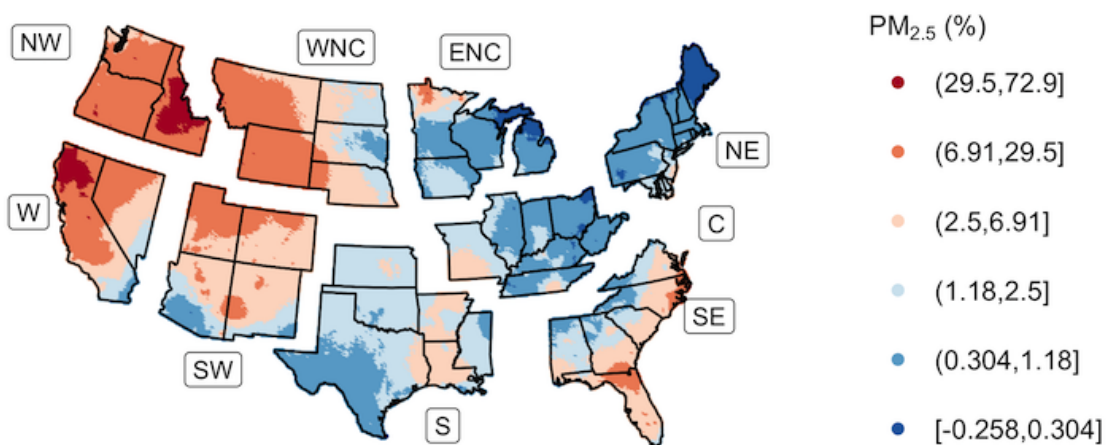 NW
WNC
ENC
NE
W
C
SW
SE
S
PM₂.₅ (%)
(29.5,72.9]
(6.91,29.5]
(2.5,6.91]
(1.18,2.5]
(0.304,1.18]
[-0.258,0.304]